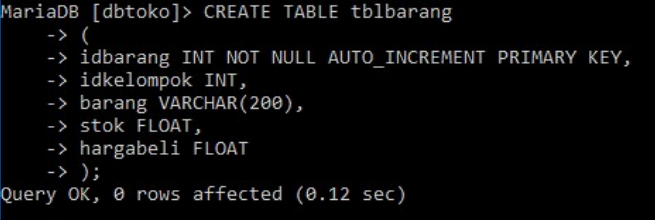 MariaDB [dbtoko]> CREATE TABLE tblbarang
-> (
-> idbarang INT NOT NULL AUTO_INCREMENT PRIMARY KEY,
-> idkelompok INT,
-> barang VARCHAR(200),
-> stok FLOAT,
-> hargabeli FLOAT
-> );
Query OK, 0 rows affected (0.12 sec)